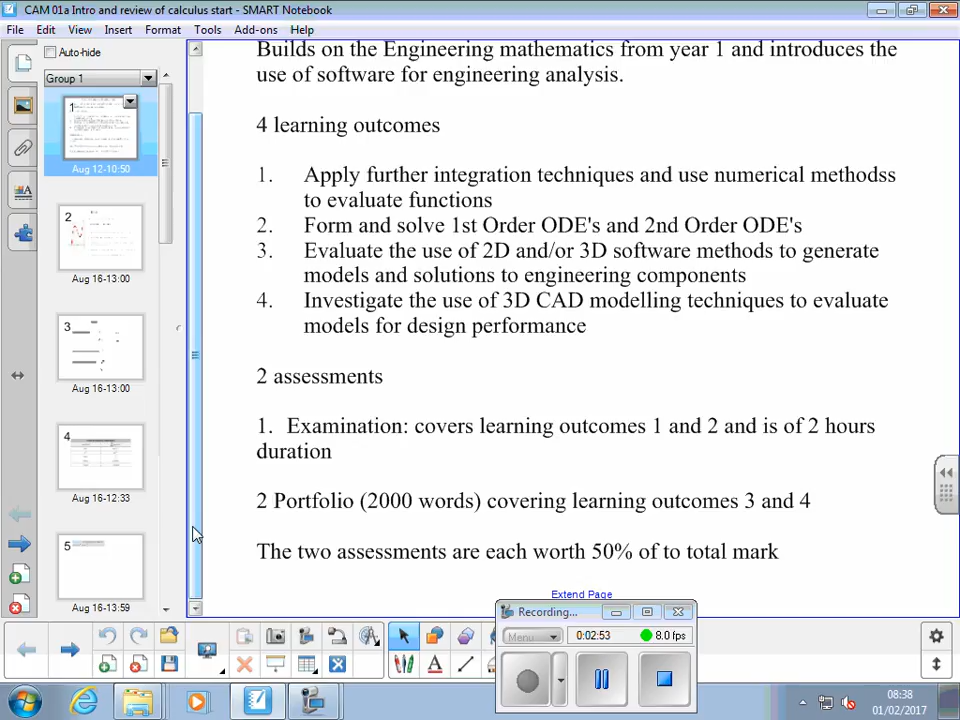 CAM 01a Intro and review of calculus start - SMART Notebook
File Edit View Insert Format Tools Add-ons Help
Auto-hide
Group 1
1
Aug 12-10:50
2
Aug 16-13:00
3
Aug 16-13:00
4
Aug 16-12:33
5
Aug 16-13:59
Builds on the Engineering mathematics from year 1 and introduces the
use of software for engineering analysis.
4 learning outcomes
1. Apply further integration techniques and use numerical methodss
to evaluate functions
2. Form and solve 1st Order ODE's and 2nd Order ODE's
3. Evaluate the use of 2D and/or 3D software methods to generate
models and solutions to engineering components
4. Investigate the use of 3D CAD modelling techniques to evaluate
models for design performance
2 assessments
1. Examination: covers learning outcomes 1 and 2 and is of 2 hours
duration
2 Portfolio (2000 words) covering learning outcomes 3 and 4
The two assessments are each worth 50% of to total mark
Extend Page
Recording...
Menu 0:02:53 8.0 fps
08:38
01/02/2017